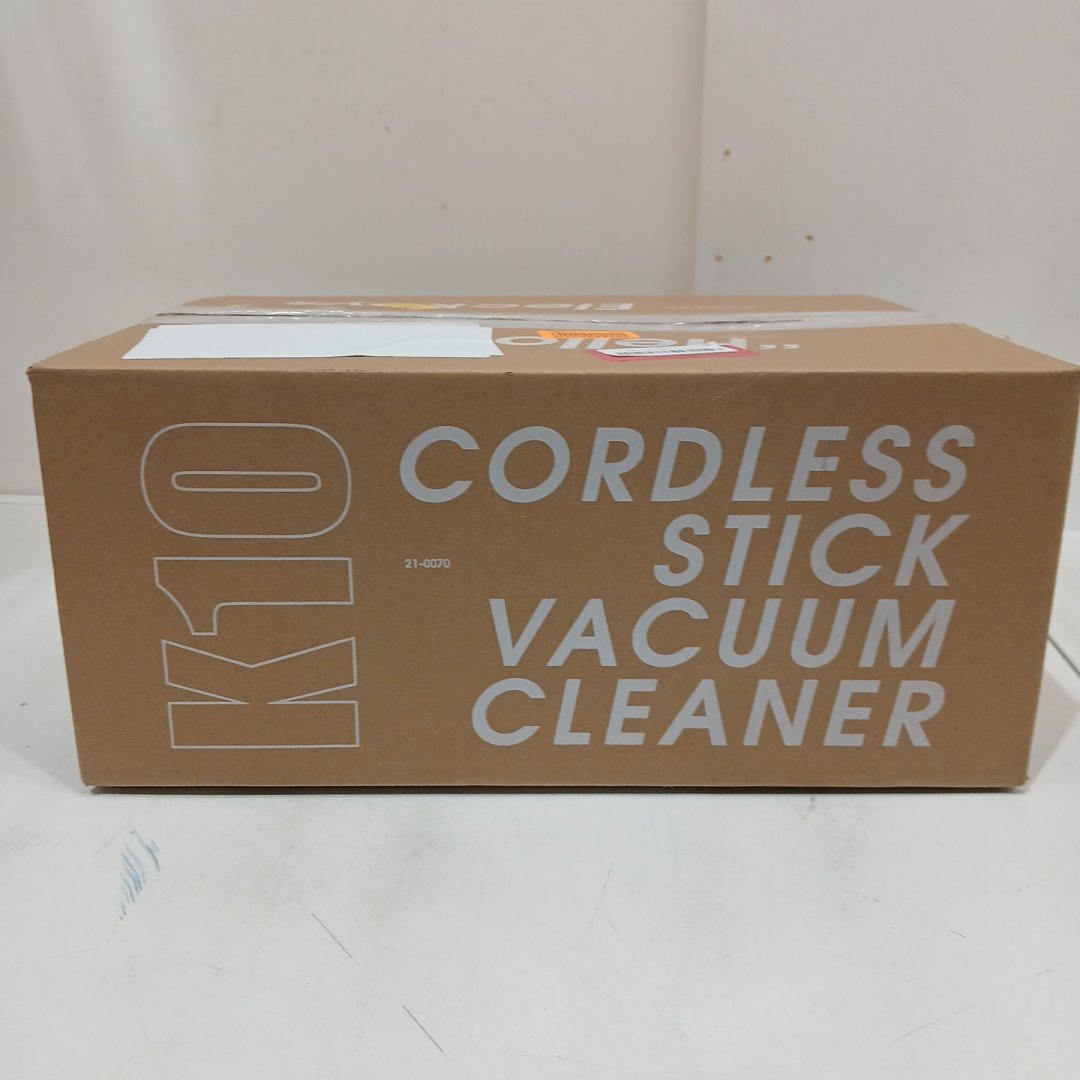 K10
CORDLESS
STICK
VACUUM
CLEANER
21-0070